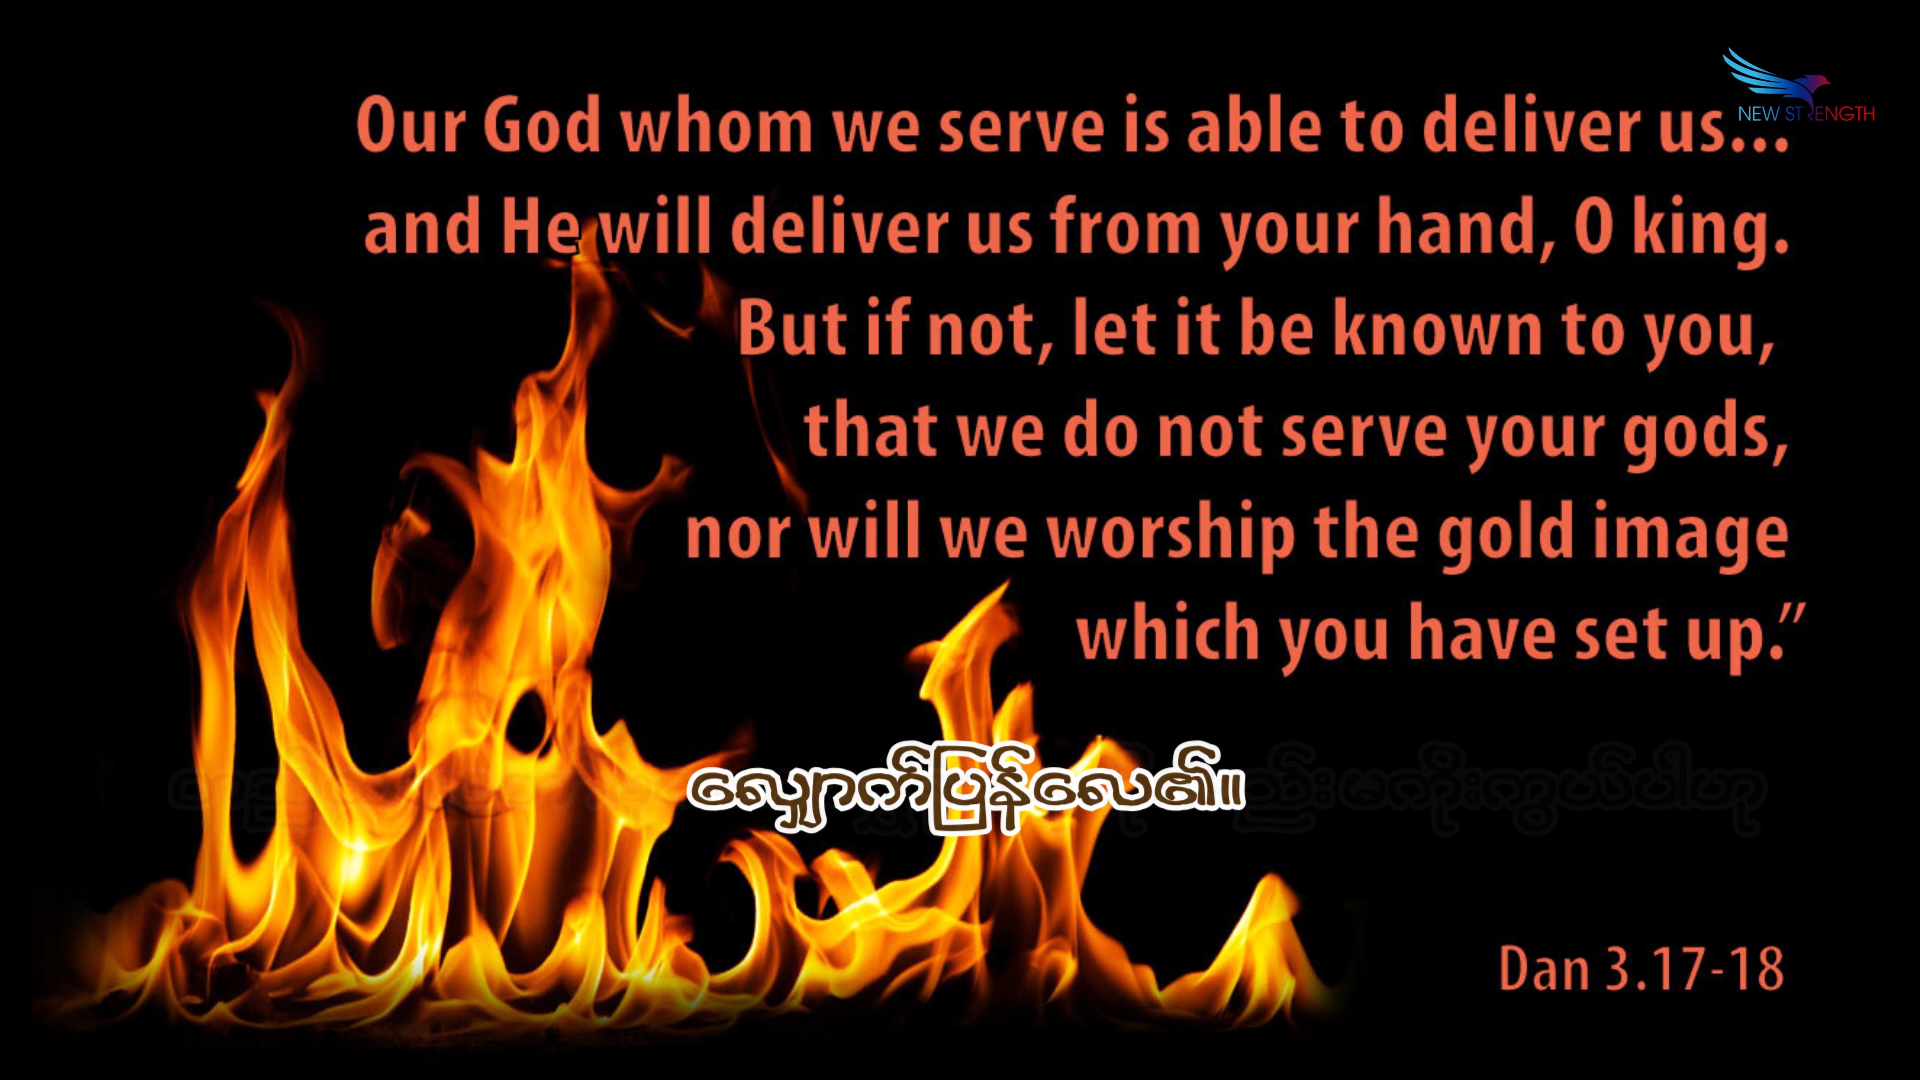 NEW STRENGTH
Our God whom we serve is able to deliver us...
and He will deliver us from your hand, O king.
But if not, let it be known to you,
that we do not serve your gods,
nor will we worship the gold image
which you have set up.”
လျှောက်ပြန်လေ၏။
Dan 3.17-18